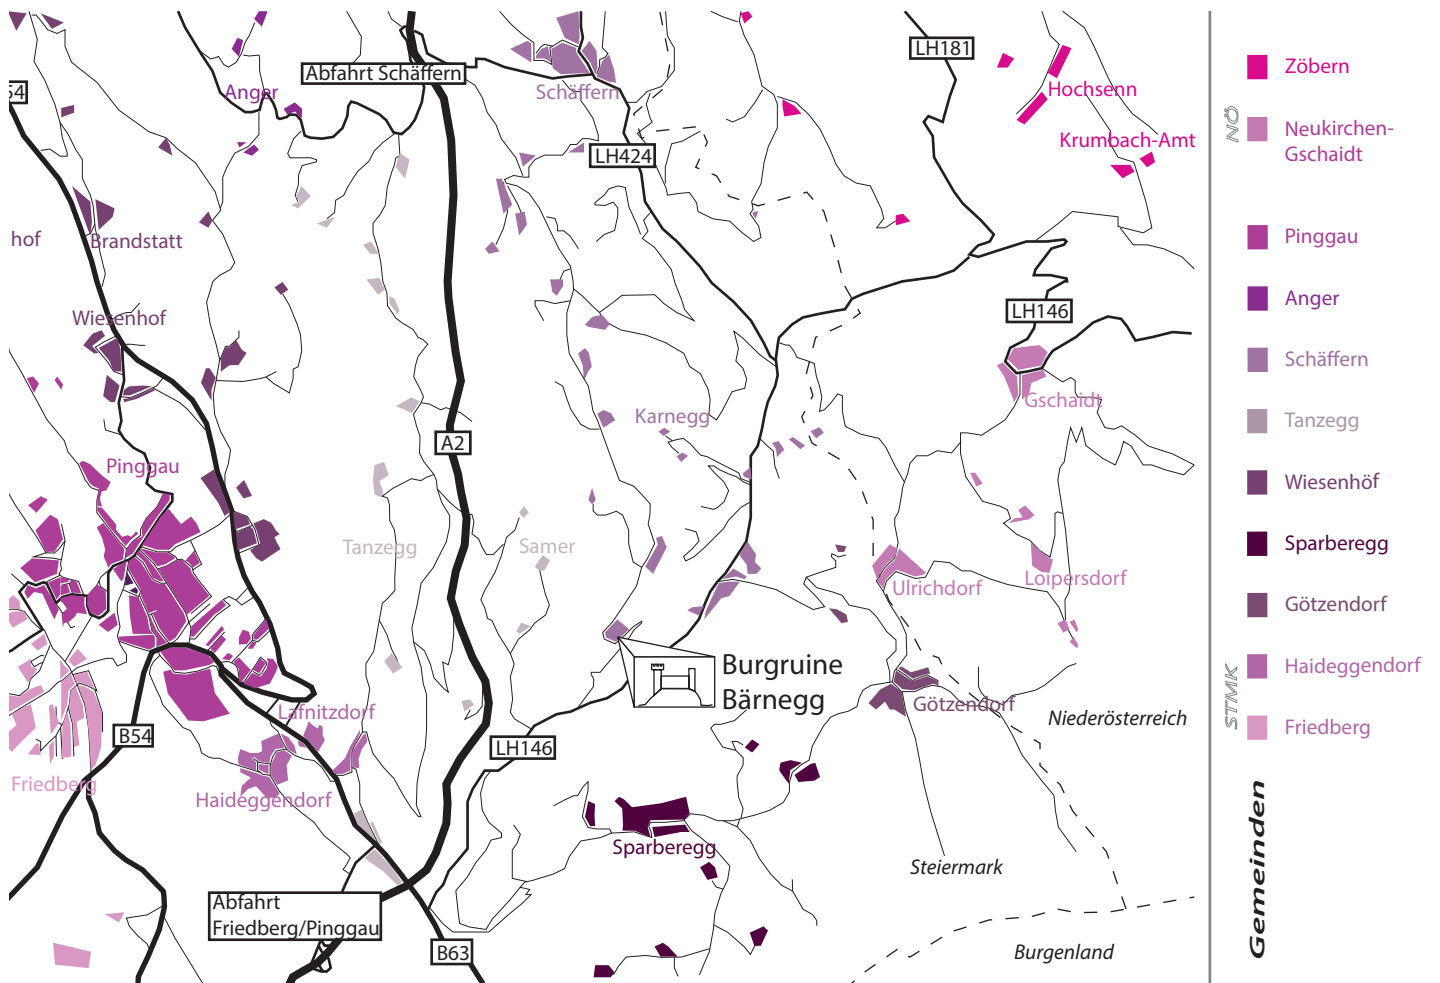 LH181
Abfahrt Schäffern
54
Anger
Schäffern
Hochsenn
Krumbach-Amt
LH424
hof
Brandstatt
Wiesenhof
LH146
Gschaidt
Karnegg
A2
Pinggau
Tanzegg
Samer
Ulrichdorf
Loipersdorf
Burgruine
Bärnegg
Götzendorf
Niederösterreich
Lafnitzdorf
B54
LH146
Friedberg
Haideggendorf
Sparberegg
Steiermark
Abfahrt
Friedberg/Pinggau
B63
Burgenland
Zöbern
NÖ
Neukirchen-
Gschaidt
Pinggau
Anger
Schäffern
Tanzegg
Wiesenhöf
Sparberegg
Götzendorf
STMK
Haideggendorf
Friedberg
Gemeinden